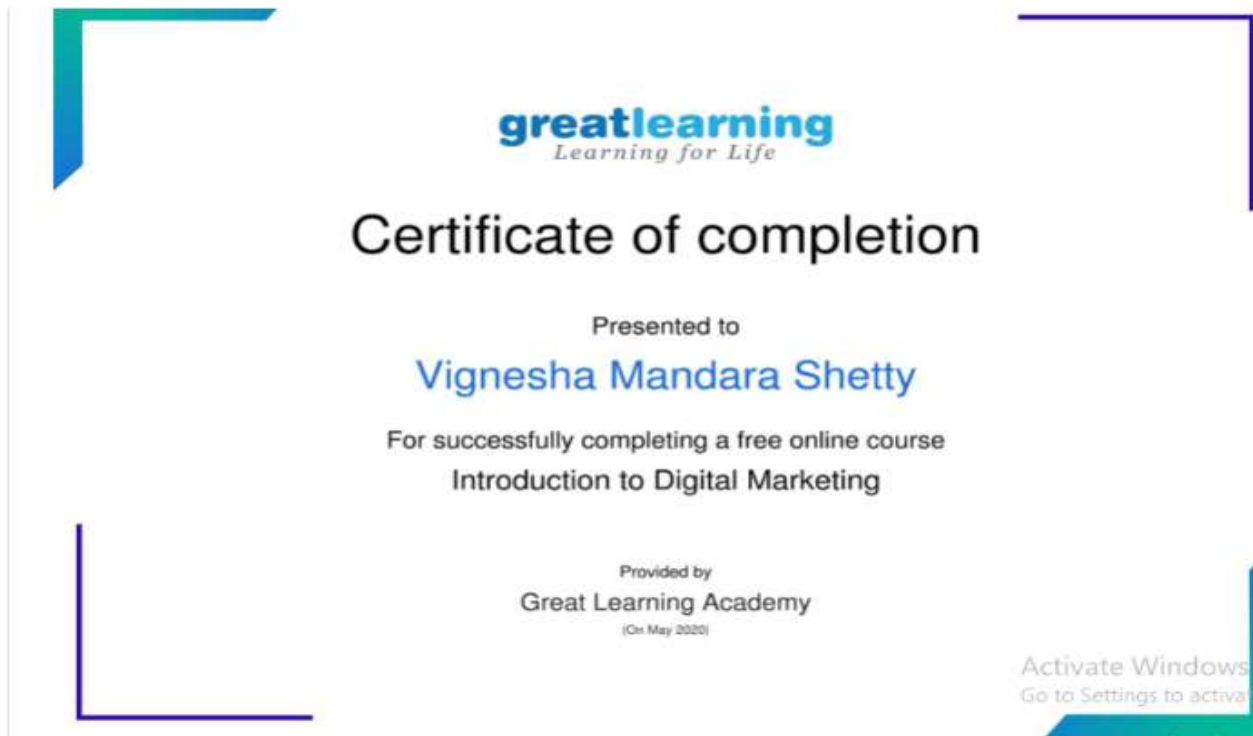 greatlearning
Learning for Life
Certificate of completion
Presented to
Vignesha Mandara Shetty
For successfully completing a free online course
Introduction to Digital Marketing
Provided by
Great Learning Academy
(On May 2020)
Activate Windows
Go to Settings to activa